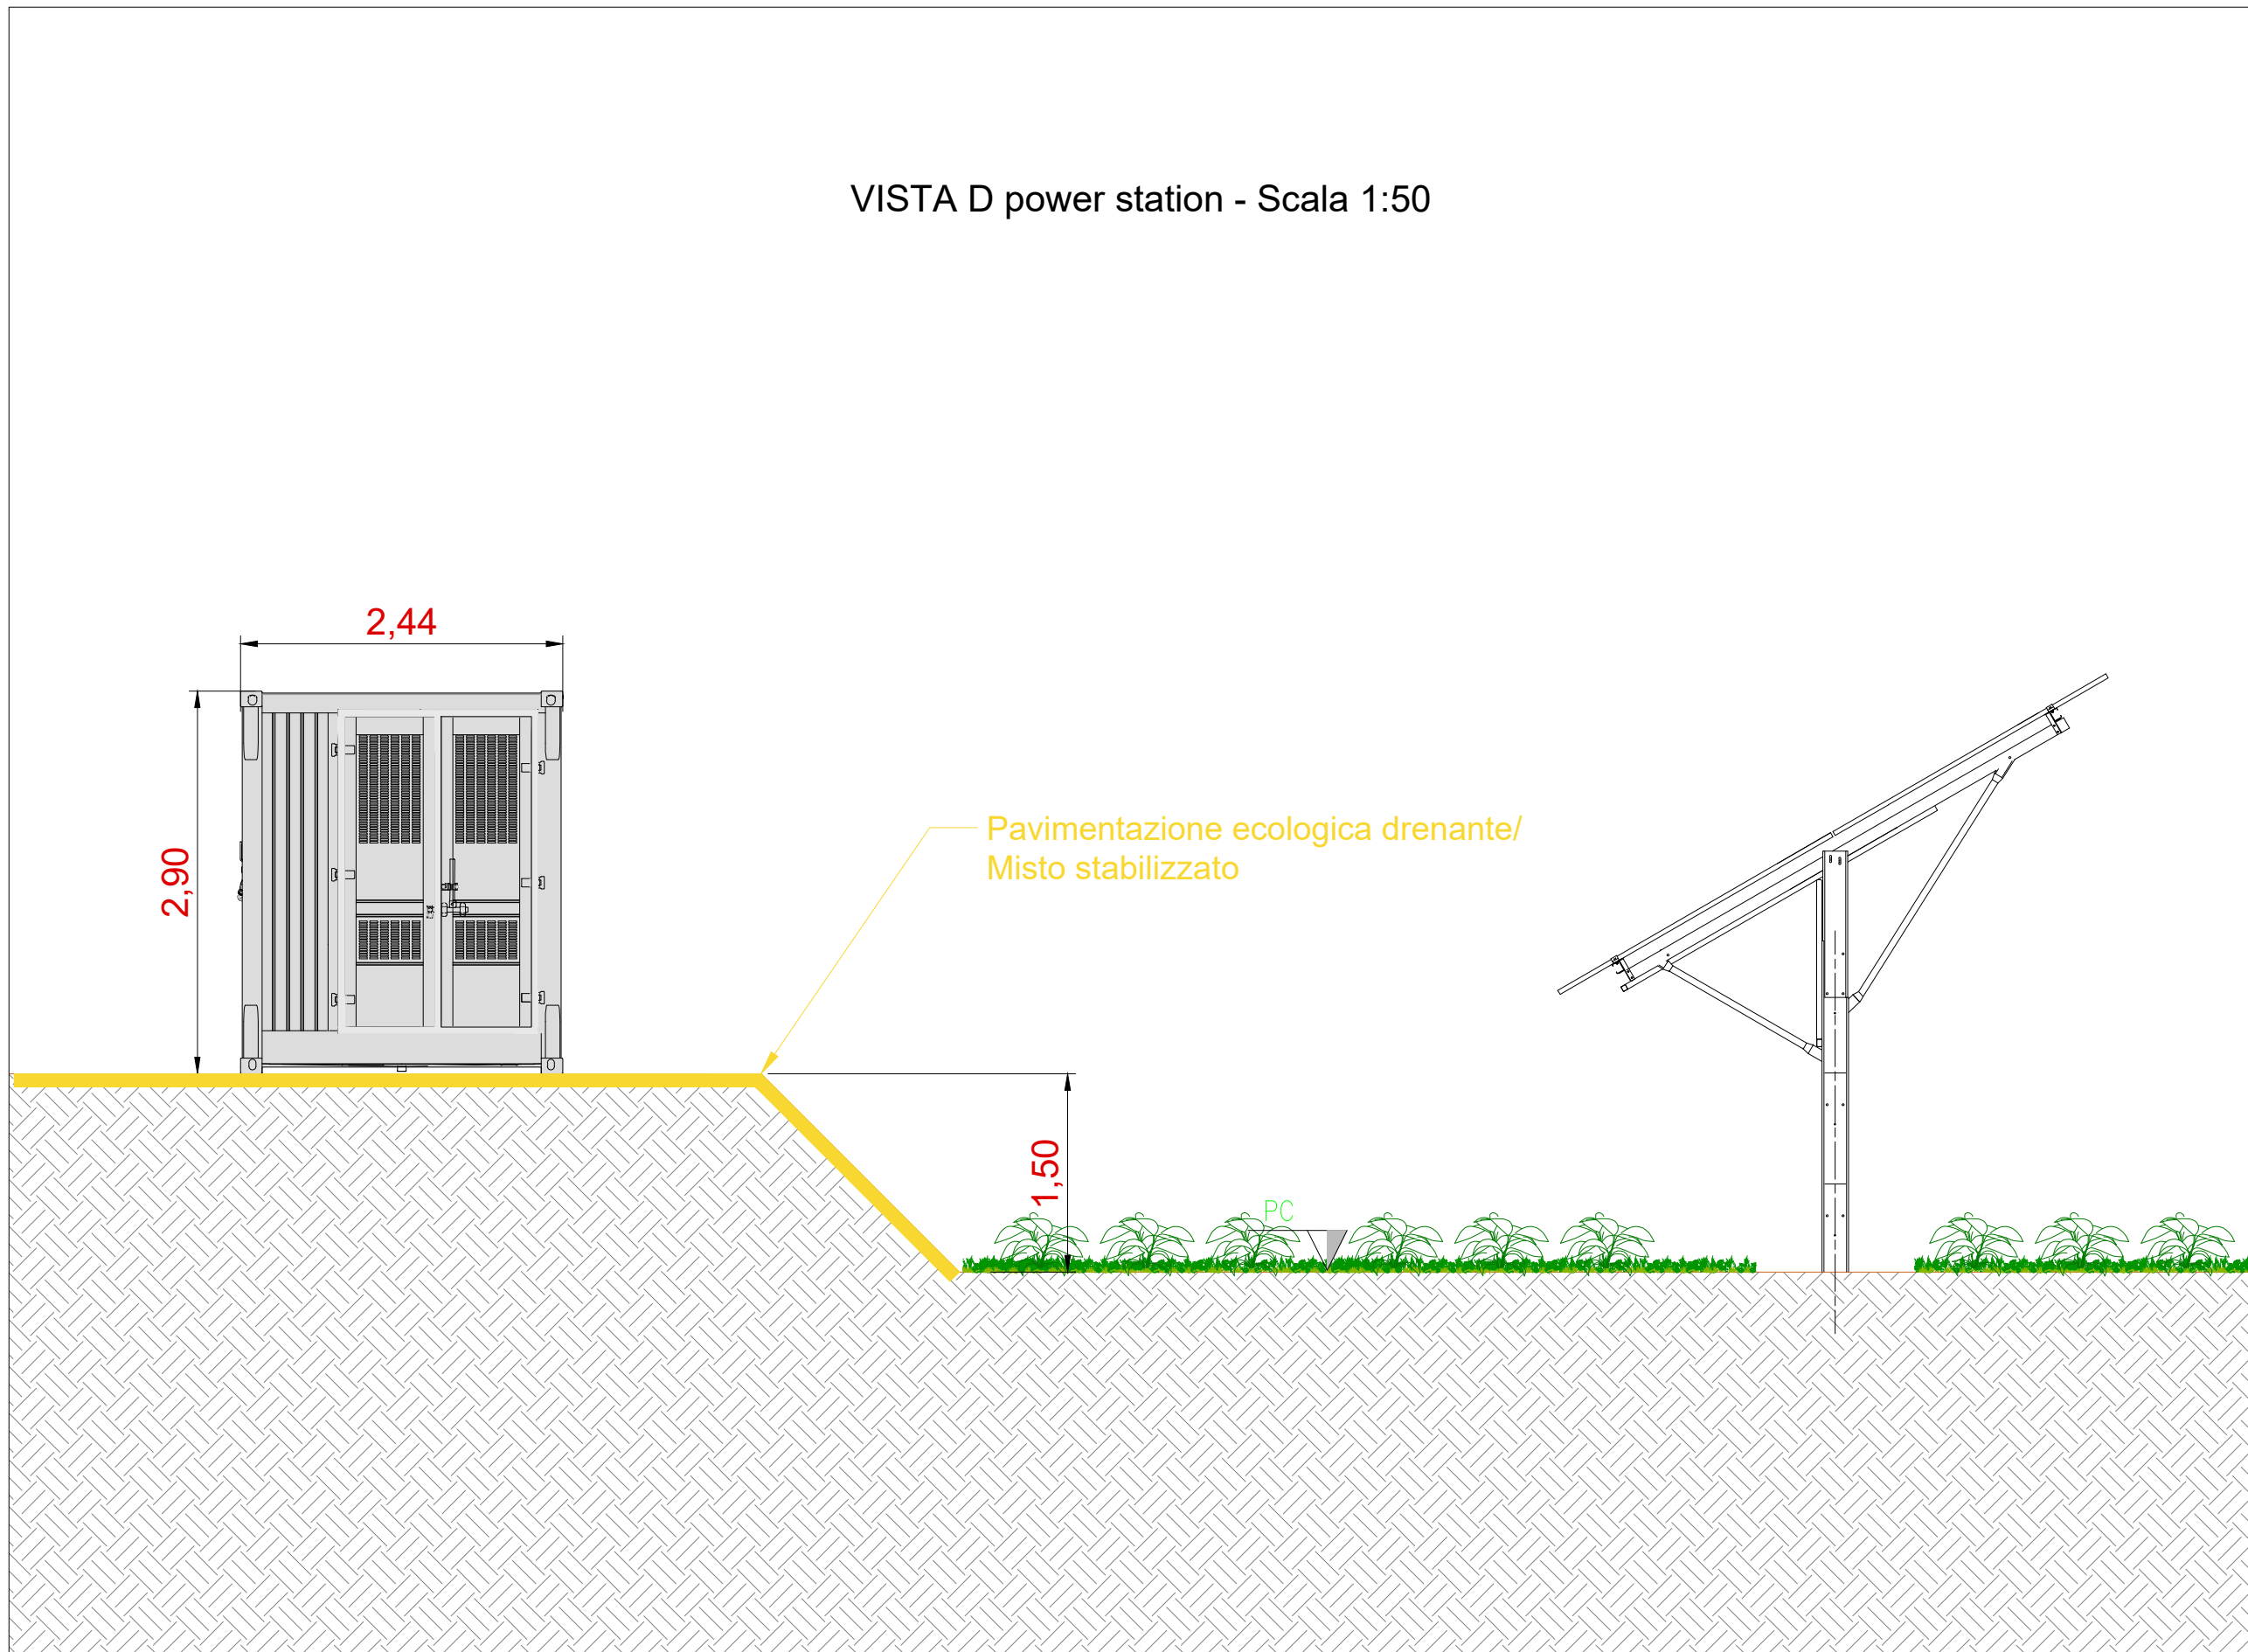 VISTA D power station - Scala 1:50
2,44
2,90
Pavimentazione ecologica drenante/
Misto stabilizzato
1,50
PC